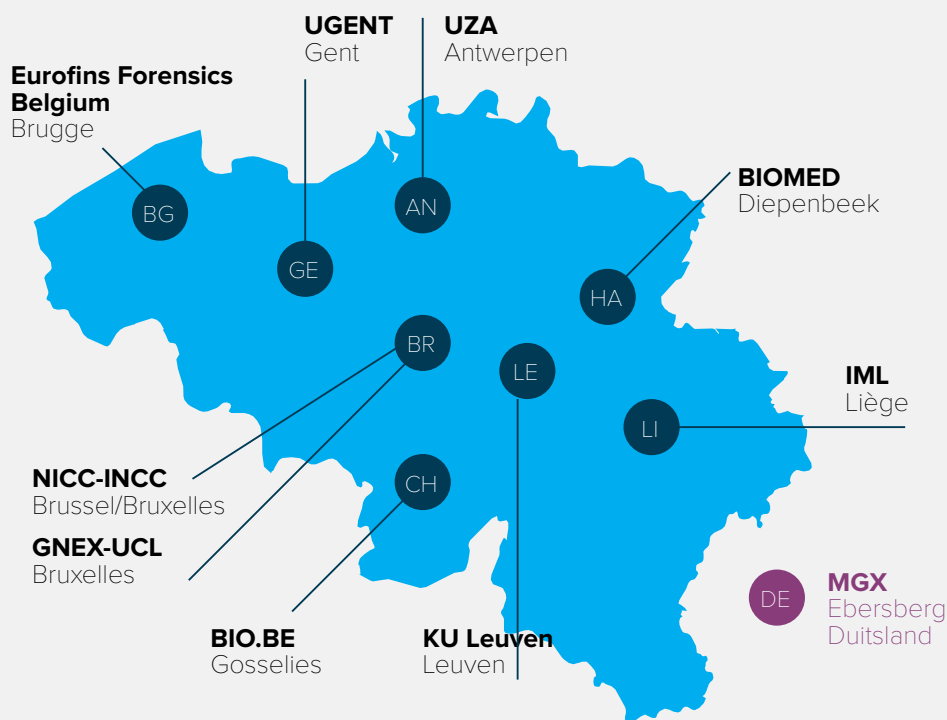 UGENT
Gent
UZA
Antwerpen
Eurofins Forensics
Belgium
Brugge
BIOMED
Diepenbeek
BG
AN
GE
HA
BR
LE
IML
Liège
LI
NICC-INCC
Brussel/Bruxelles
CH
GNEX-UCL
Bruxelles
DE
MGX
Ebersberg
Duitsland
BIO.BE
Gosselies
KU Leuven
Leuven